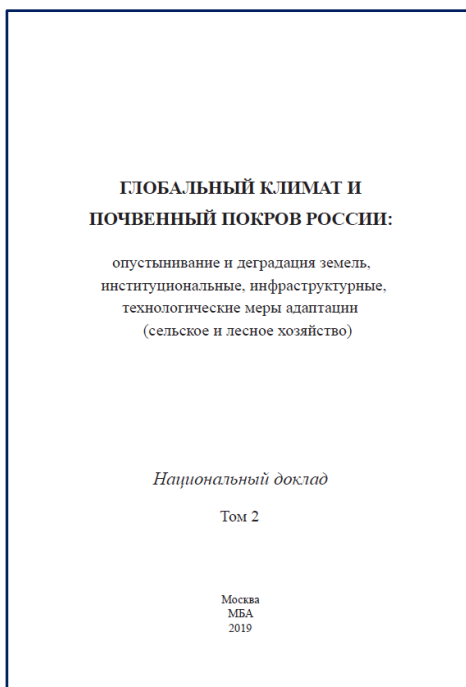 ГЛОБАЛЬНЫЙ КЛИМАТ И
ПОЧВЕННЫЙ ПОКРОВ РОССИИ:
опустынивание и деградация земель,
институциональные, инфраструктурные,
технологические меры адаптации
(сельское и лесное хозяйство)
Национальный доклад
Том 2
Москва
МБА
2019